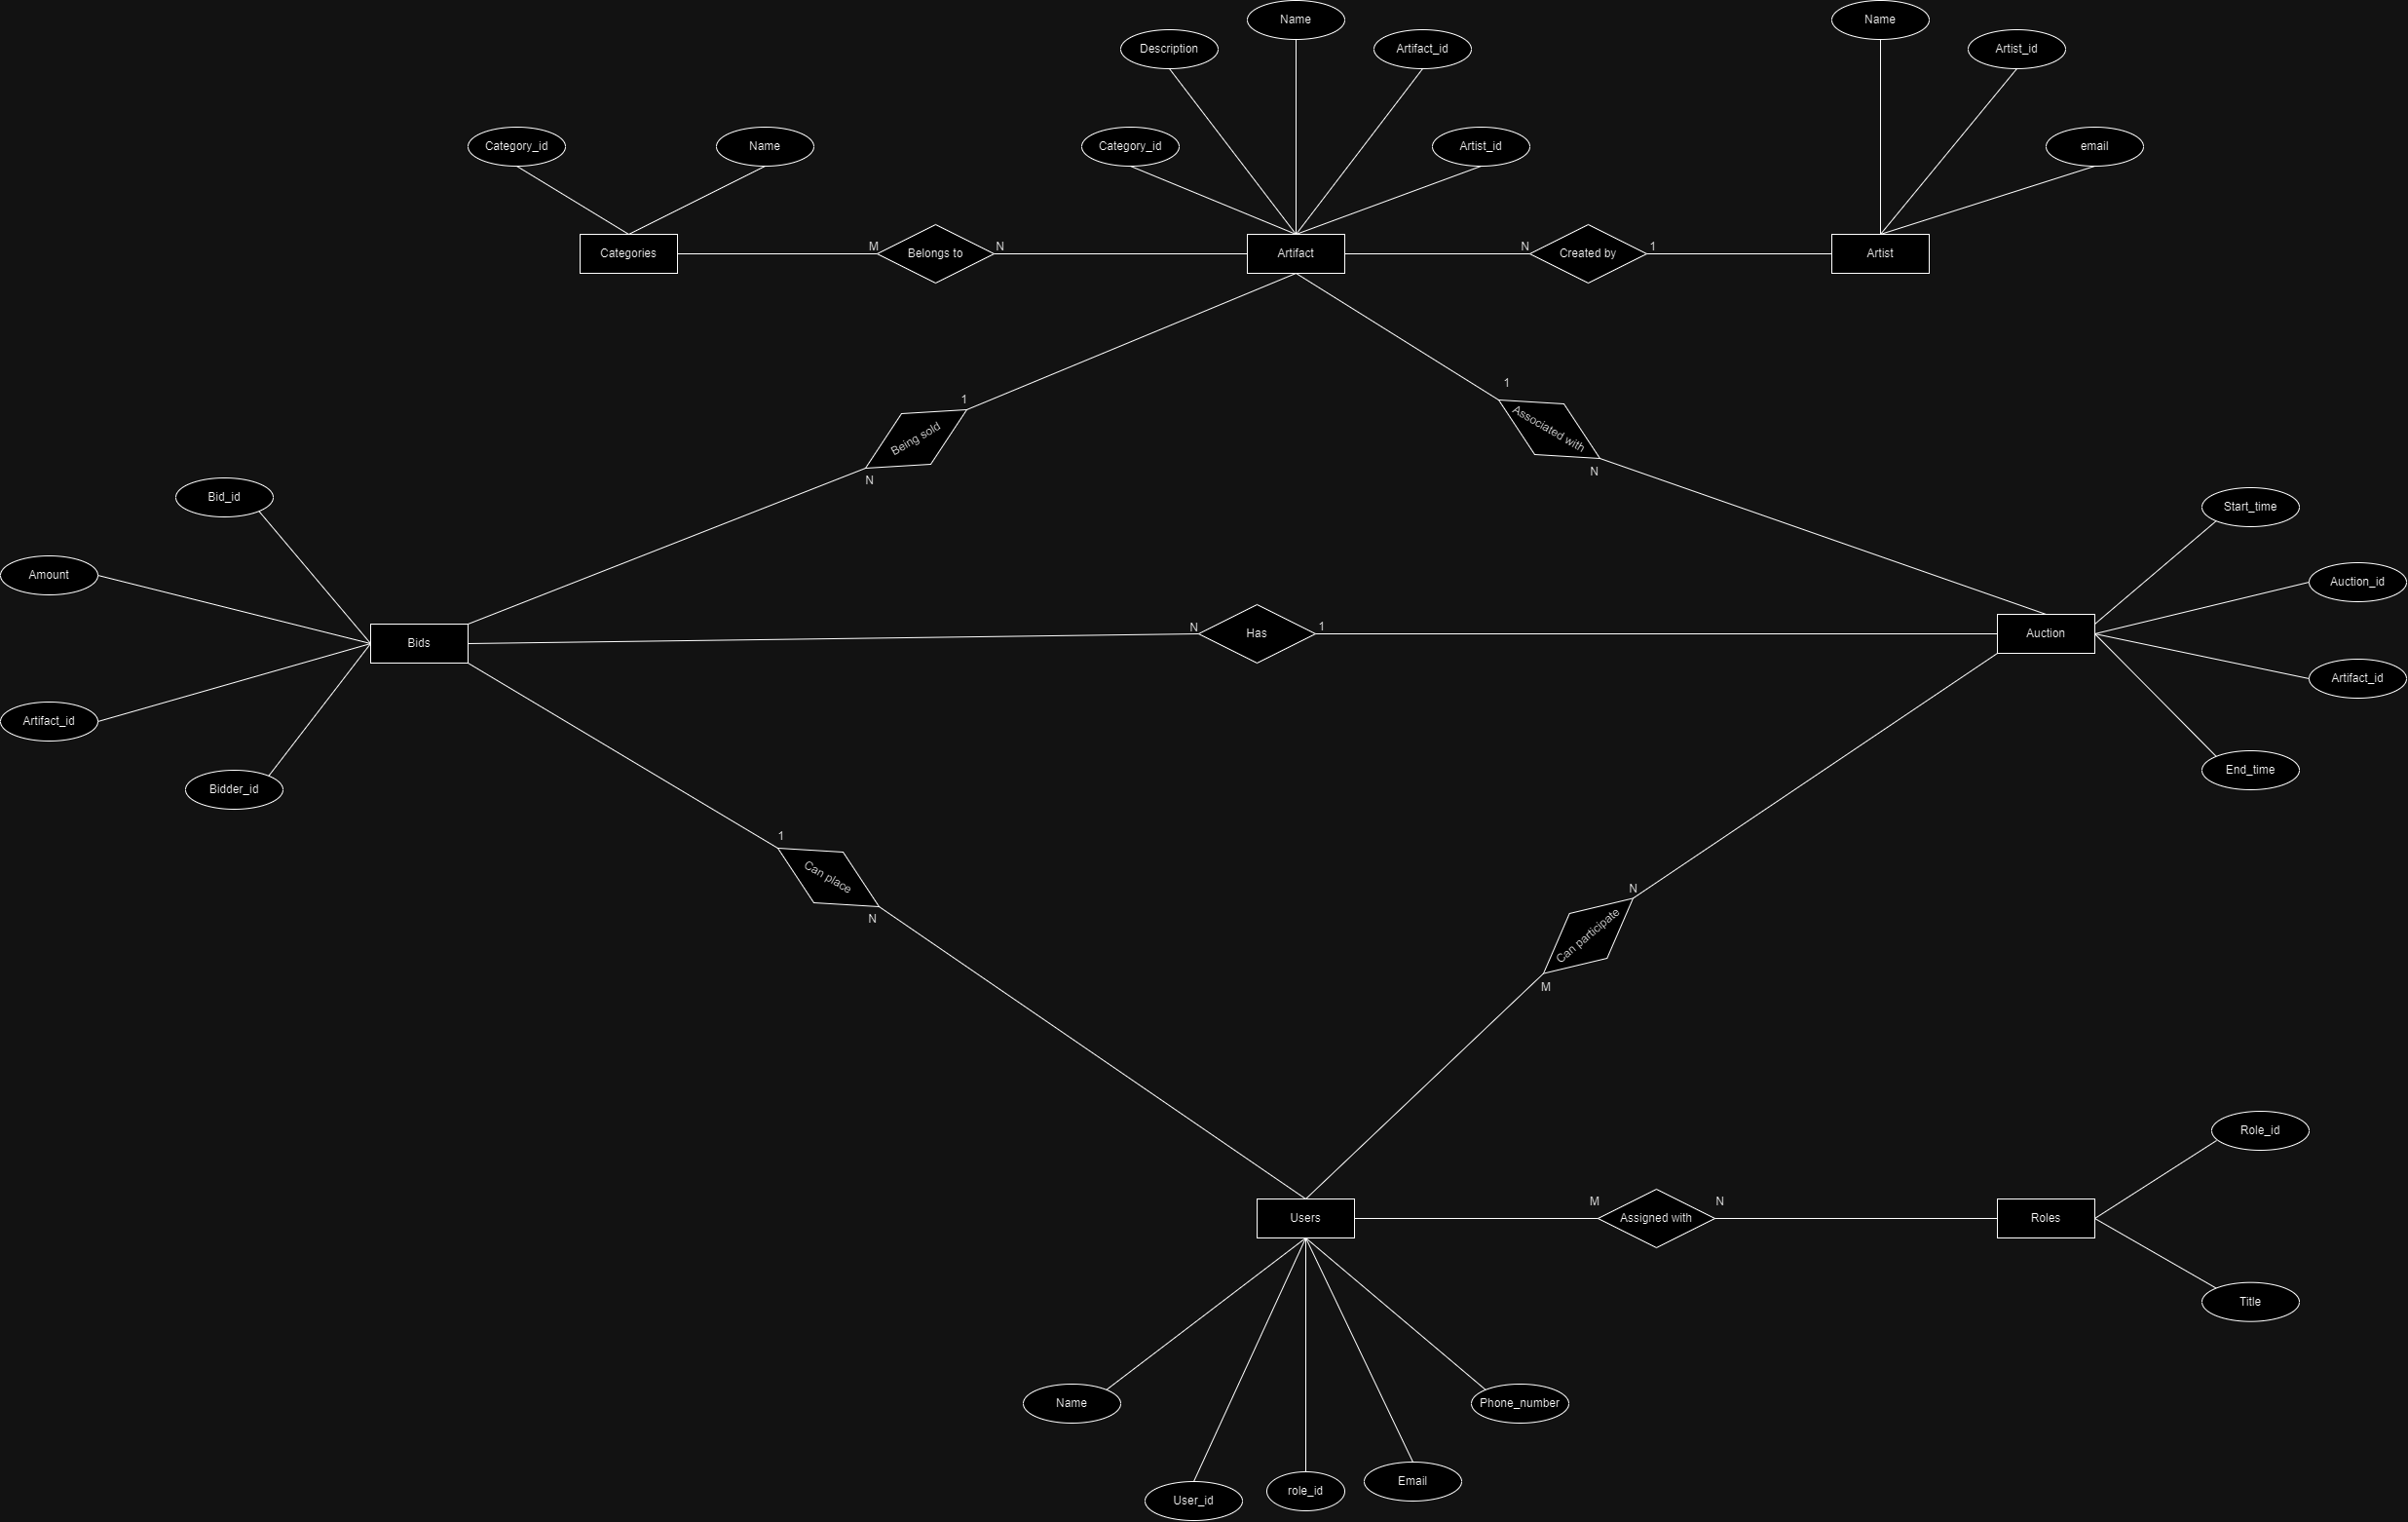 Name
Name
Description
Artifact_id
Artist_id
Category_id
Name
Category_id
Artist_id
email
Categories
M
Belongs to
N
Artifact
N
Created by
1
Artist
1
Being sold
N
1
Associated with
N
Bid_id
Start_time
Amount
Auction_id
Bids
N
Has
1
Auction
Artifact_id
Artifact_id
Bidder_id
End_time
1
Can place
N
N
Can participate
M
Role_id
Users
M
Assigned with
N
Roles
Title
Name
Phone_number
User_id
role_id
Email